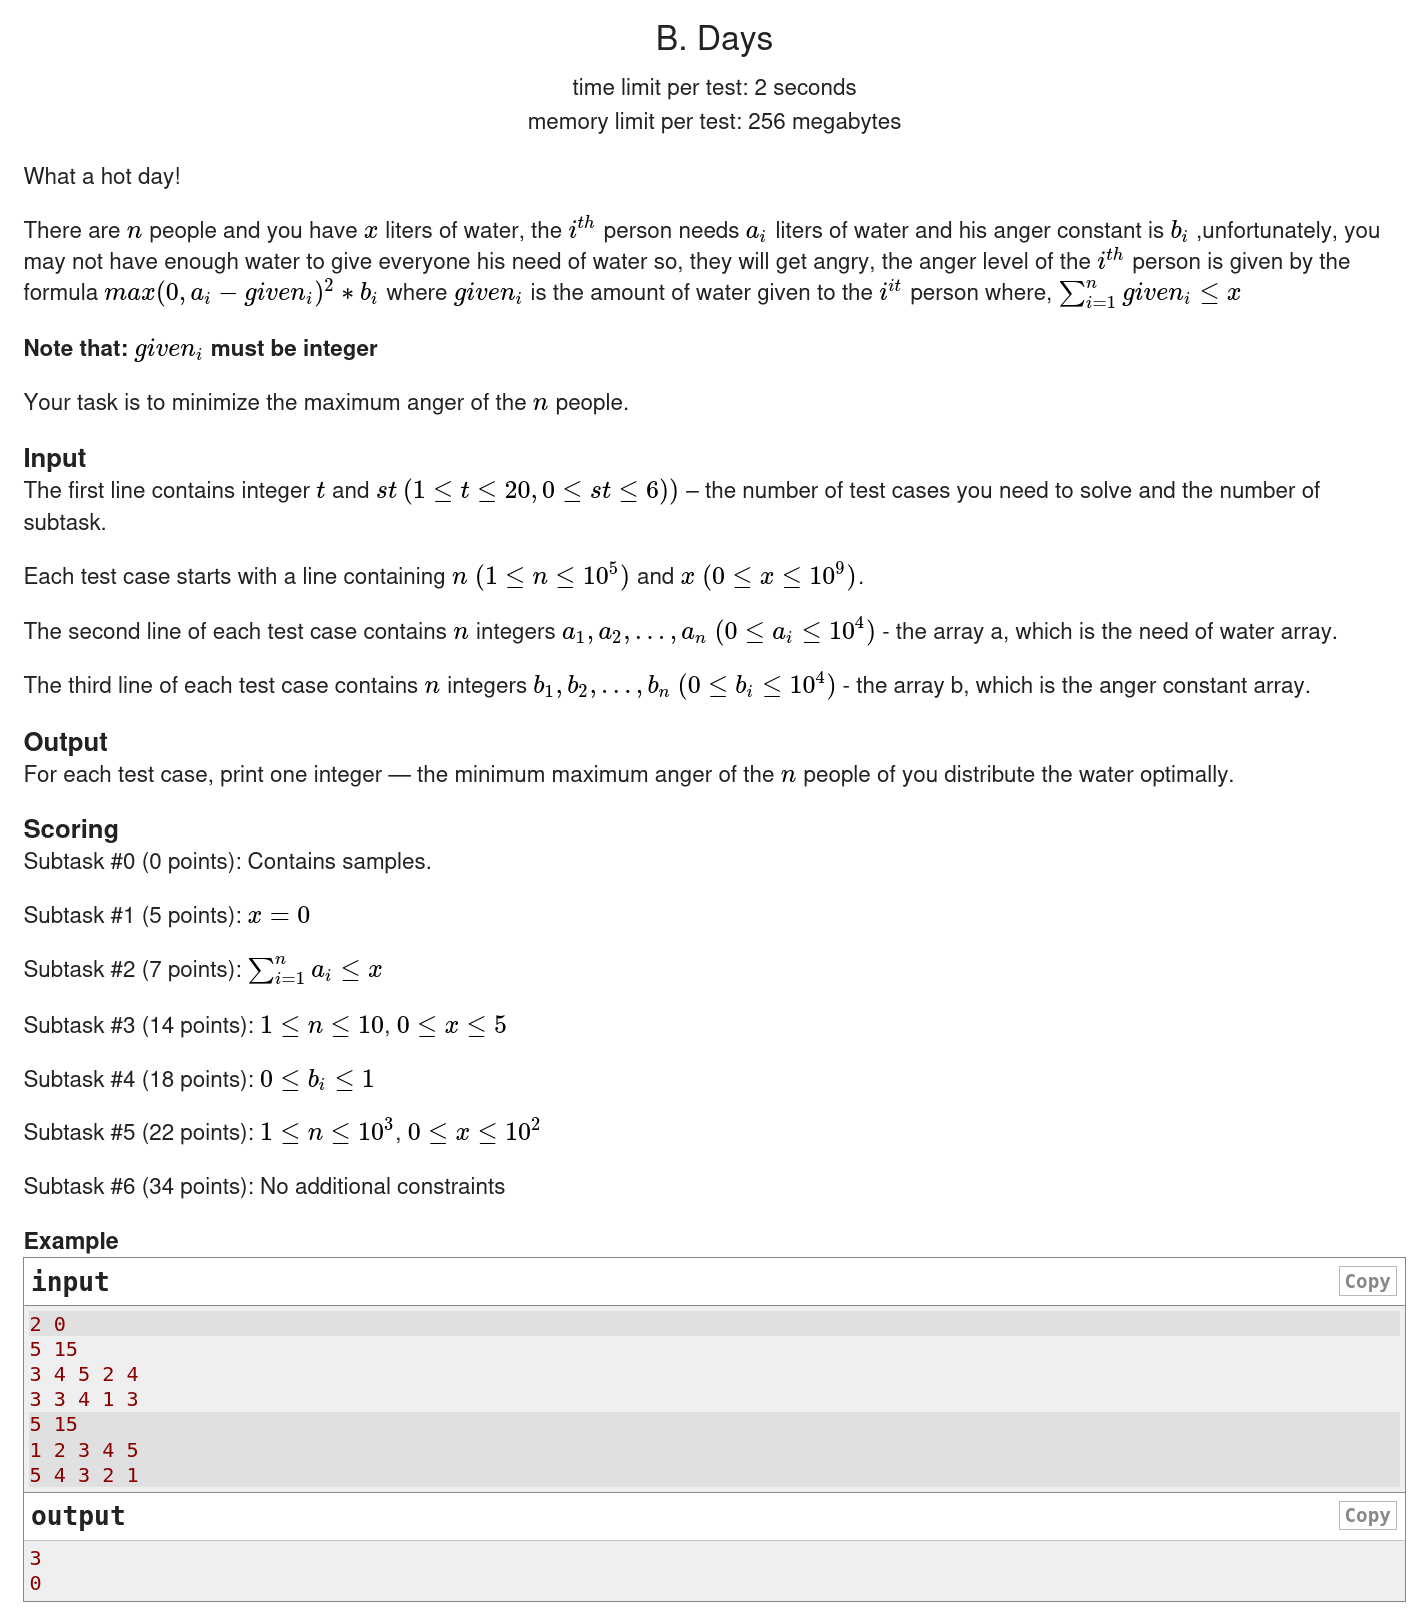 B. Days
time limit per test: 2 seconds
memory limit per test: 256 megabytes
What a hot day!
There are $n$ people and you have $x$ liters of water, the $i^{th}$ person needs $a_i$ liters of water and his anger constant is $b_i$ ,unfortunately, you
may not have enough water to give everyone his need of water so, they will get angry, the anger level of the $i^{th}$ person is given by the
formula $max(0, a_i - given_i)^2 * b_i$ where $given_i$ is the amount of water given to the $i^{it}$ person where, $\sum_{i=1}^{n} given_i \leq x$
Note that: $given_i$ must be integer
Your task is to minimize the maximum anger of the $n$ people.
Input
The first line contains integer $t$ and $st$ $(1 \leq t \leq 20, 0 \leq st \leq 6))$ – the number of test cases you need to solve and the number of
subtask.
Each test case starts with a line containing $n$ $(1 \leq n \leq 10^5)$ and $x$ $(0 \leq x \leq 10^9)$.
The second line of each test case contains $n$ integers $a_1, a_2, \ldots, a_n$ $(0 \leq a_i \leq 10^4)$ - the array a, which is the need of water array.
The third line of each test case contains $n$ integers $b_1, b_2, \ldots, b_n$ $(0 \leq b_i \leq 10^4)$ - the array b, which is the anger constant array.
Output
For each test case, print one integer — the minimum maximum anger of the $n$ people of you distribute the water optimally.
Scoring
Subtask #0 (0 points): Contains samples.
Subtask #1 (5 points): $x = 0$
Subtask #2 (7 points): $\sum_{i=1}^{n} a_i \leq x$
Subtask #3 (14 points): $1 \leq n \leq 10$, $0 \leq x \leq 5$
Subtask #4 (18 points): $0 \leq b_i \leq 1$
Subtask #5 (22 points): $1 \leq n \leq 10^3$, $0 \leq x \leq 10^2$
Subtask #6 (34 points): No additional constraints
Example
input Copy
2 0
5 15
3 4 5 2 4
3 3 4 1 3
5 15
1 2 3 4 5
5 4 3 2 1
output Copy
3
0